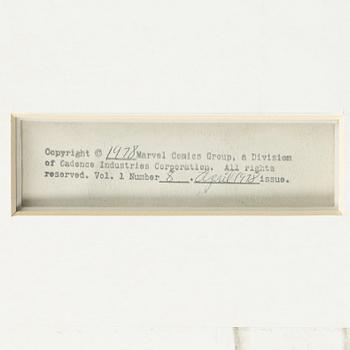 Copyright © 1978 Marvel Comics Group, a Division
of Cadence Industries Corporation. All rights
reserved. Vol. 1 Number 8 . April 1978 issue.